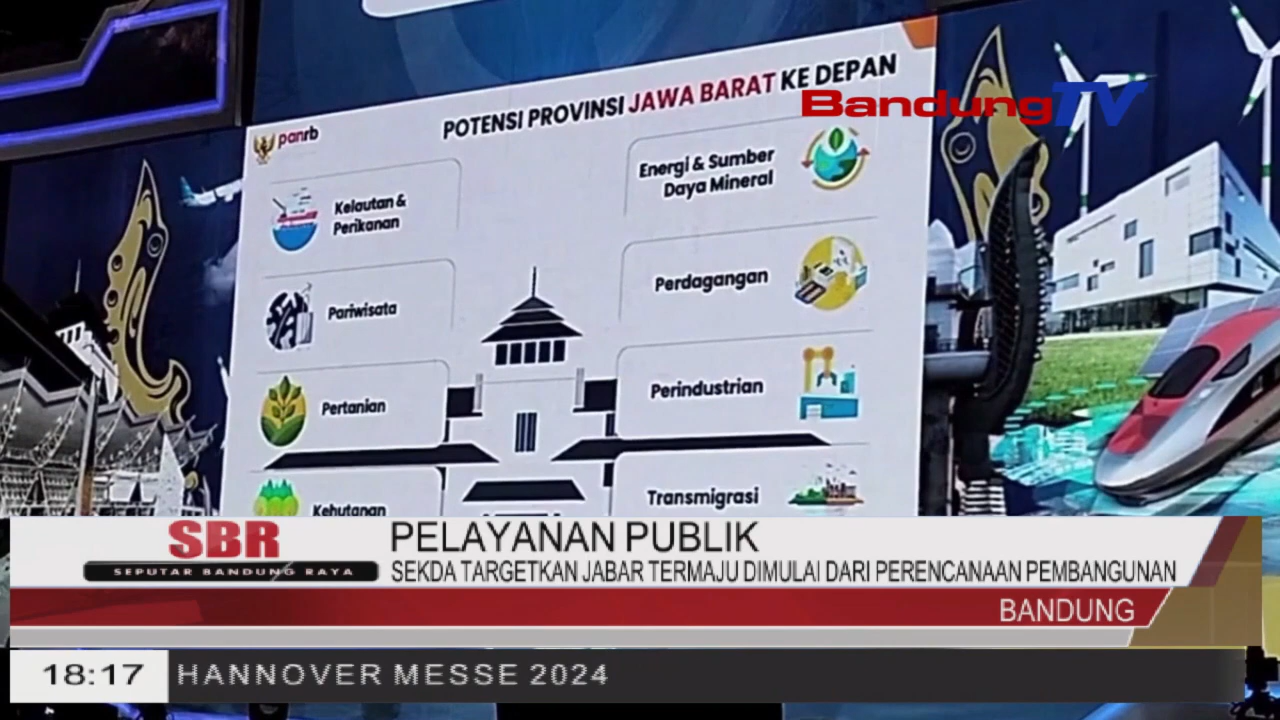 POTENSI PROVINSI JAWA BARAT KE DEPAN
BandungTV
panrb
Kelautan &
Perikanan
Energi & Sumber
Daya Mineral
Pariwisata
Perdagangan
Pertanian
Perindustrian
Kehutanan
Transmigrasi
SBR
SEPUTAR BANDUNG RAYA
PELAYANAN PUBLIK
SEKDA TARGETKAN JABAR TERMAJU DIMULAI DARI PERENCANAAN PEMBANGUNAN
BANDUNG
18:17
HANNOVER MESSE 2024